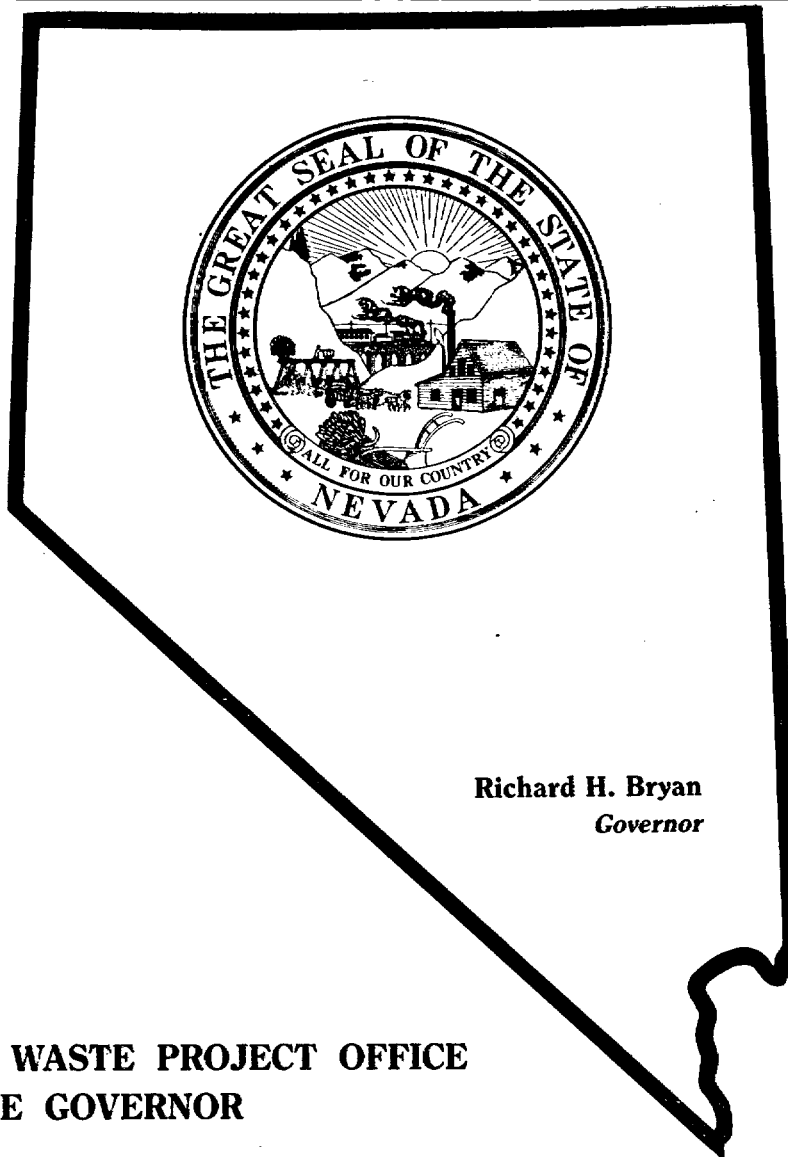 THE GREAT SEAL OF THE STATE OF
ALL FOR OUR COUNTRY
NEVADA
Richard H. Bryan
Governor
WASTE PROJECT OFFICE
E GOVERNOR